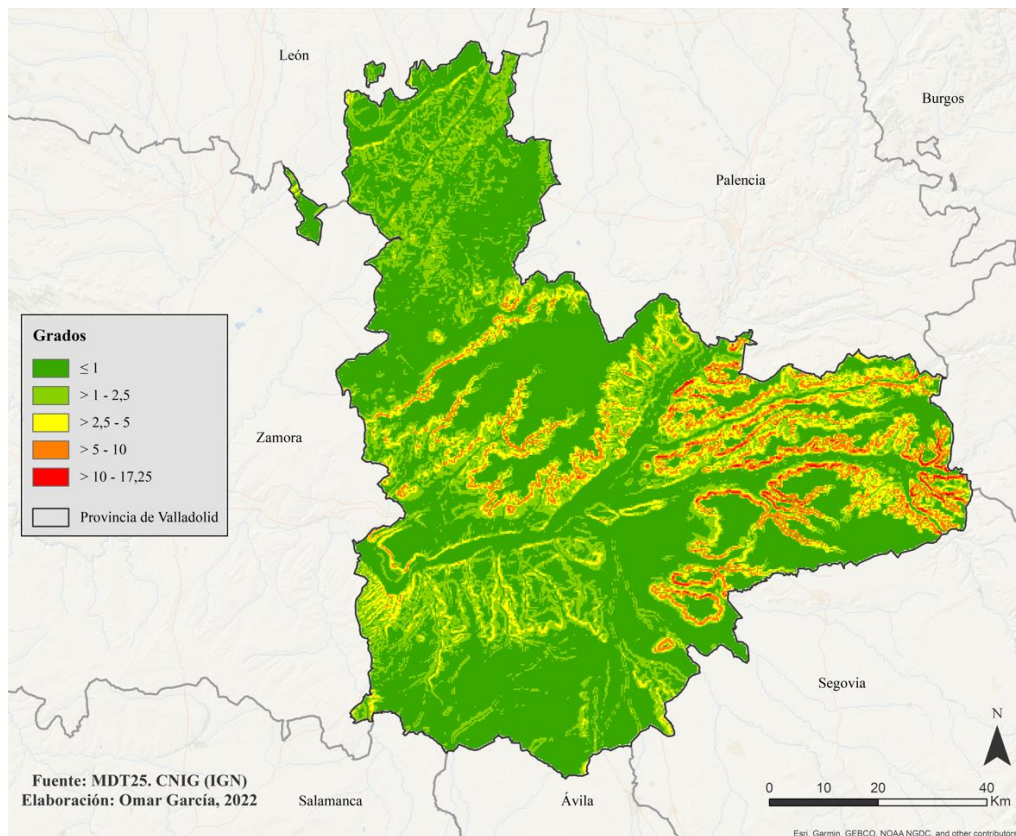 León
Burgos
Palencia
Grados
≤ 1
> 1 - 2,5
> 2,5 - 5
> 5 - 10
> 10 - 17,25
Provincia de Valladolid
Zamora
Segovia
N
Fuente: MDT25. CNIG (IGN)
Elaboración: Omar García, 2022
Salamanca
Ávila
0 10 20 40
Km
Esri, Garmin, GEBCO, NOAA NGDC, and other contributors